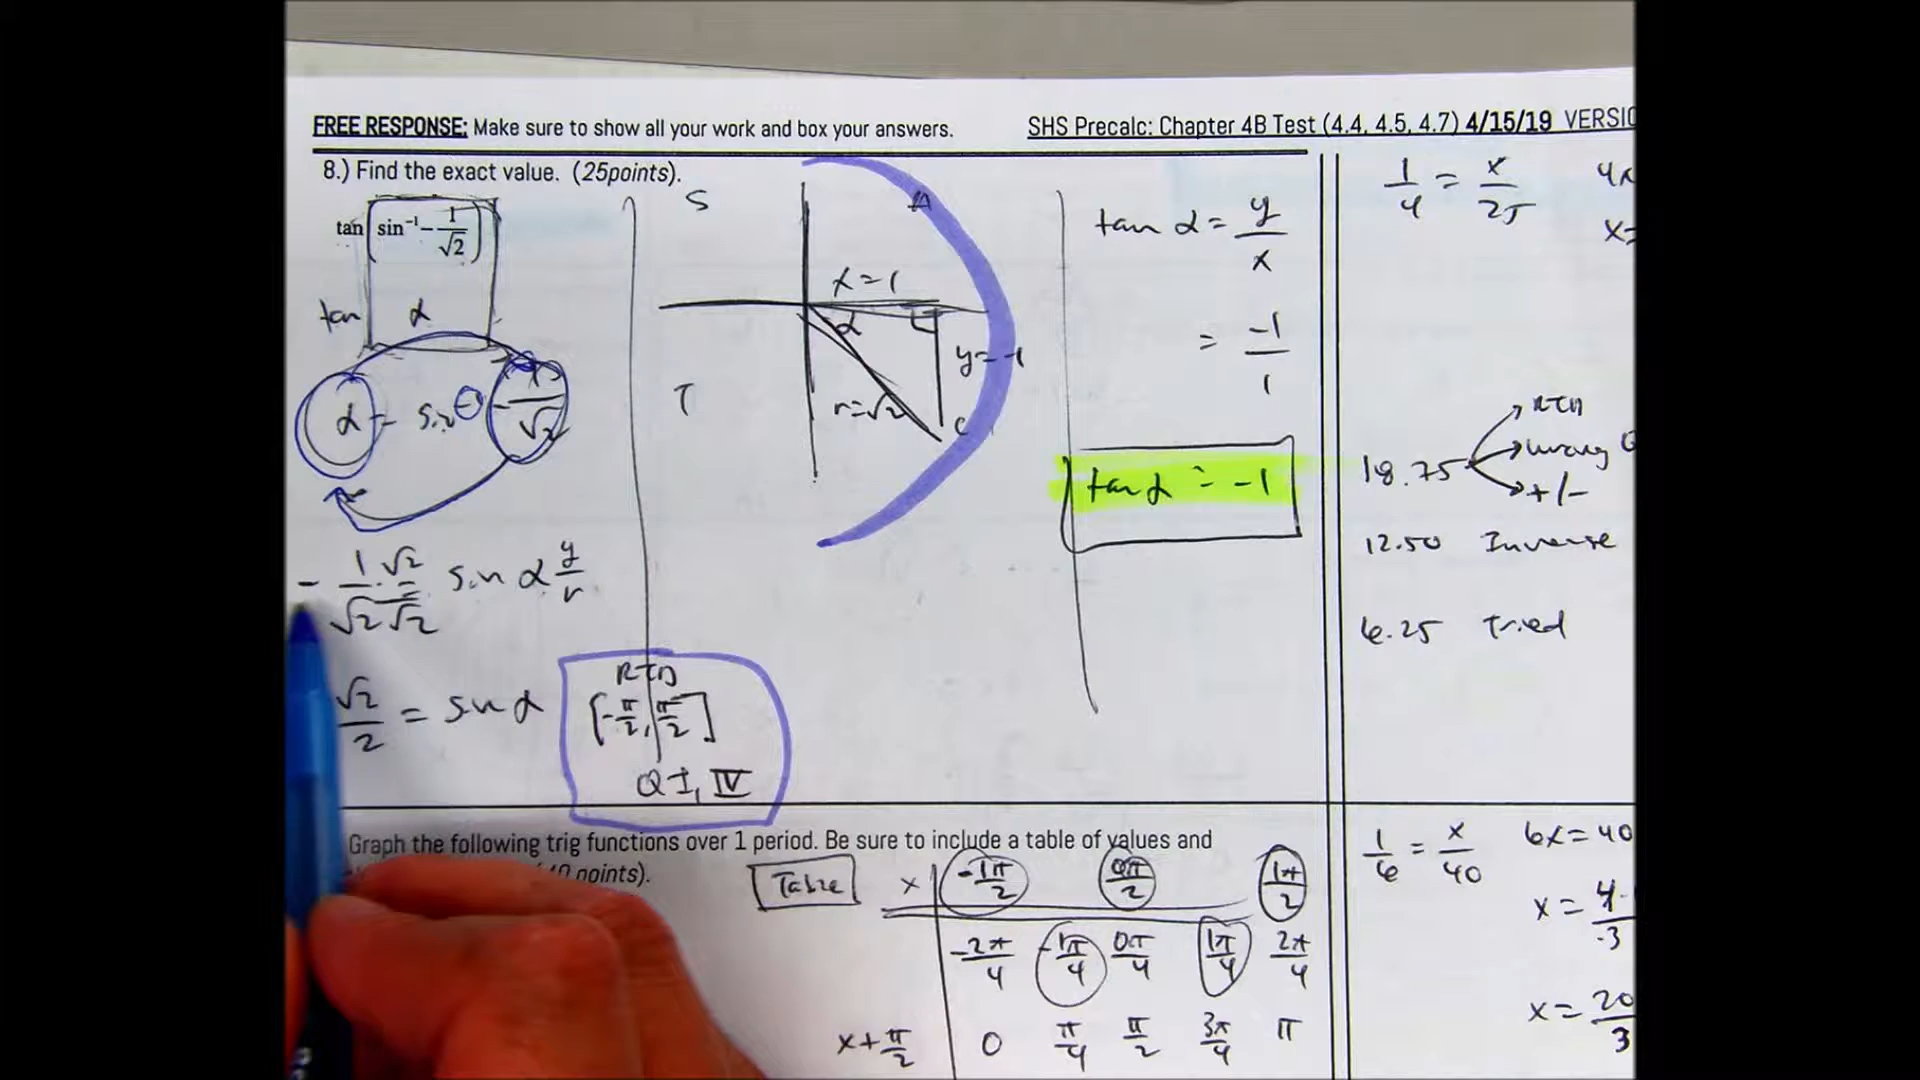 FREE RESPONSE: Make sure to show all your work and box your answers.
SHS Precalc: Chapter 4B Test (4.4, 4.5, 4.7) 4/15/19 VERSIO
8.) Find the exact value. (25points).
tan(sin⁻¹ -1/√2)
tan α
√2
-1/√2 · √2/√2 = sin α y/r
√2/2 = sin α
RTD
[-π/2, π/2]
Q I, IV
S
A
T
C
x=1
α
y=-1
r=√2
tan α = y/x
= -1/1
tan α = -1
1/4 = x/25
4x
x=
18.75
RTD
wrong Q
+/-
12.50 Inverse
6.25 Tried
Graph the following trig functions over 1 period. Be sure to include a table of values and
points).
Table
x -1π/2 0π/2 1π/2
-2π/4 -1π/4 0π/4 1π/4 2π/4
x+π/2 0 π/4 π/2 3π/4 π
1/6 = x/40
6x=40
x = 20/3